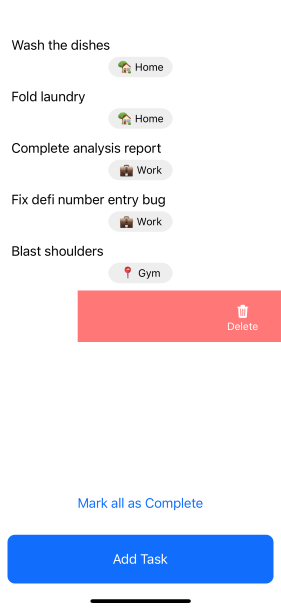 Wash the dishes
Home
Fold laundry
Home
Complete analysis report
Work
Fix defi number entry bug
Work
Blast shoulders
Gym
Delete
Mark all as Complete
Add Task